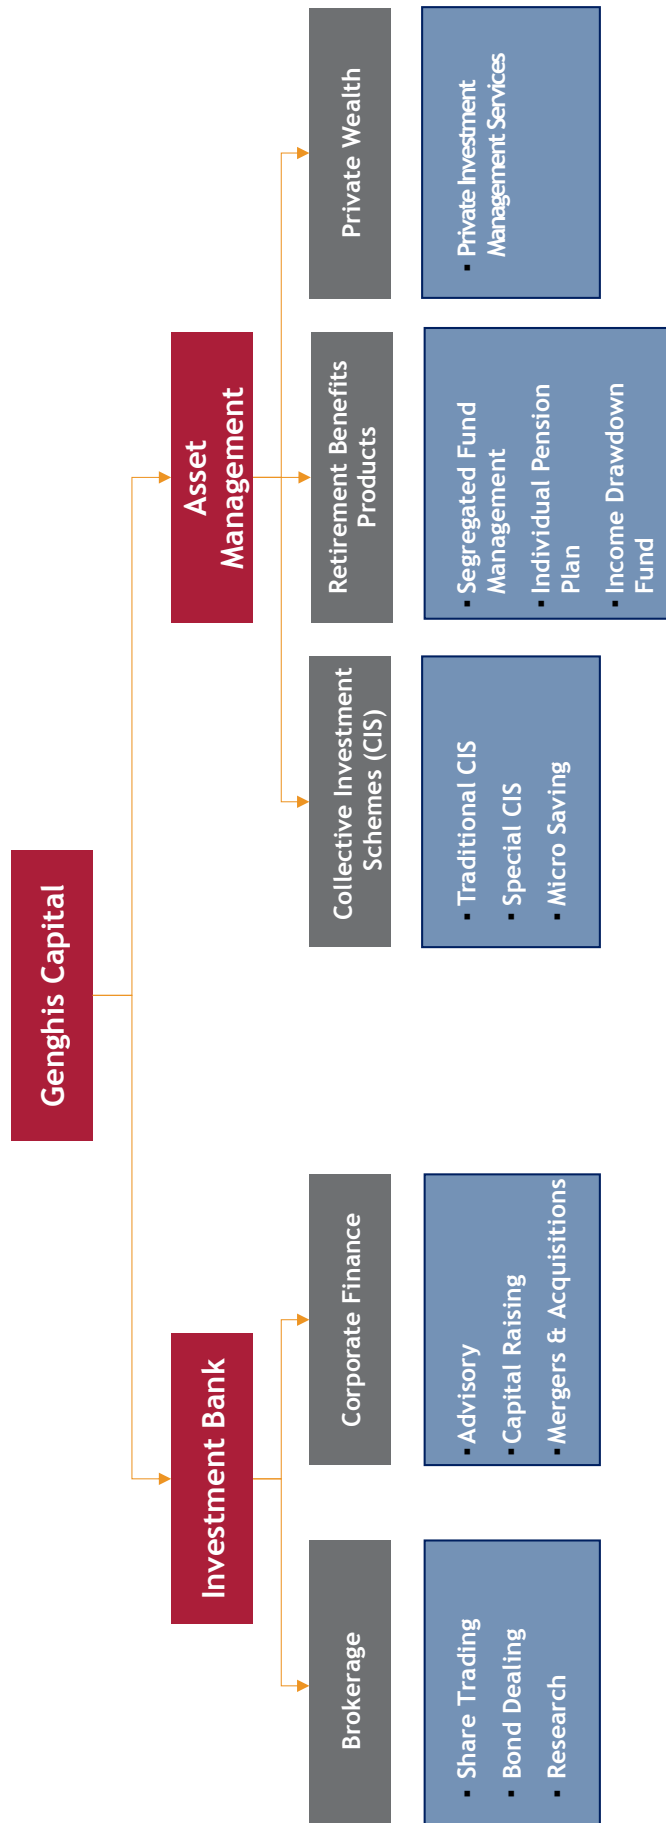 Genghis Capital
Investment Bank
Asset
Management
Brokerage
Corporate Finance
Collective Investment
Schemes (CIS)
Retirement Benefits
Products
Private Wealth
▪ Share Trading
▪ Bond Dealing
▪ Research
▪ Advisory
▪ Capital Raising
▪ Mergers & Acquisitions
▪ Traditional CIS
▪ Special CIS
▪ Micro Saving
▪ Segregated Fund
Management
▪ Individual Pension
Plan
▪ Income Drawdown
Fund
▪ Private Investment
Management Services